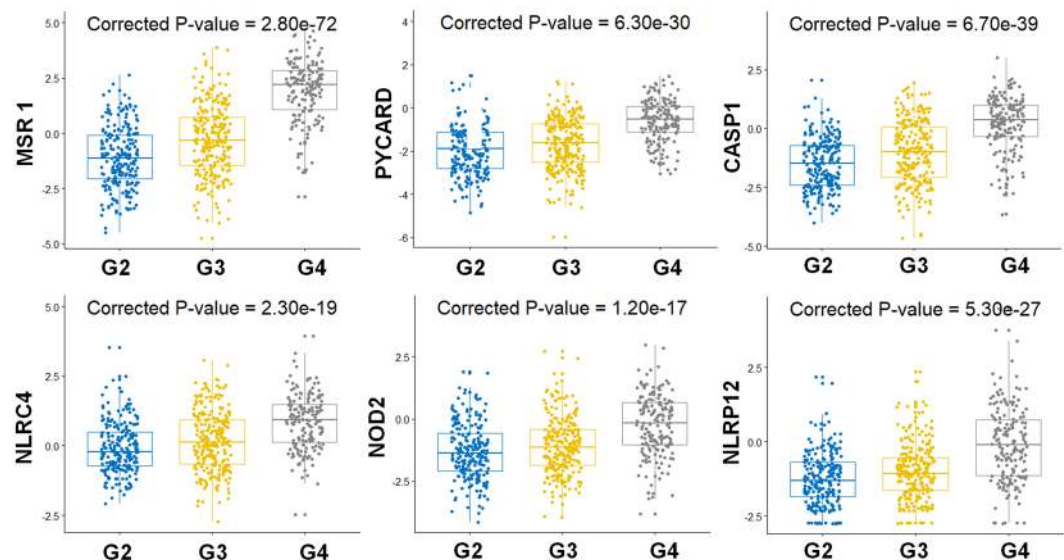 Corrected P-value = 2.80e-72
MSR 1
5.0
2.5
0.0
-2.5
-5.0
G2 G3 G4
Corrected P-value = 6.30e-30
PYCARD
2
0
-2
-4
-6
G2 G3 G4
Corrected P-value = 6.70e-39
CASP1
2.5
0.0
-2.5
-5.0
G2 G3 G4
Corrected P-value = 2.30e-19
NLRC4
5.0
2.5
0.0
-2.5
G2 G3 G4
Corrected P-value = 1.20e-17
NOD2
2.5
0.0
-2.5
G2 G3 G4
Corrected P-value = 5.30e-27
NLRP12
2.5
0.0
-2.5
G2 G3 G4